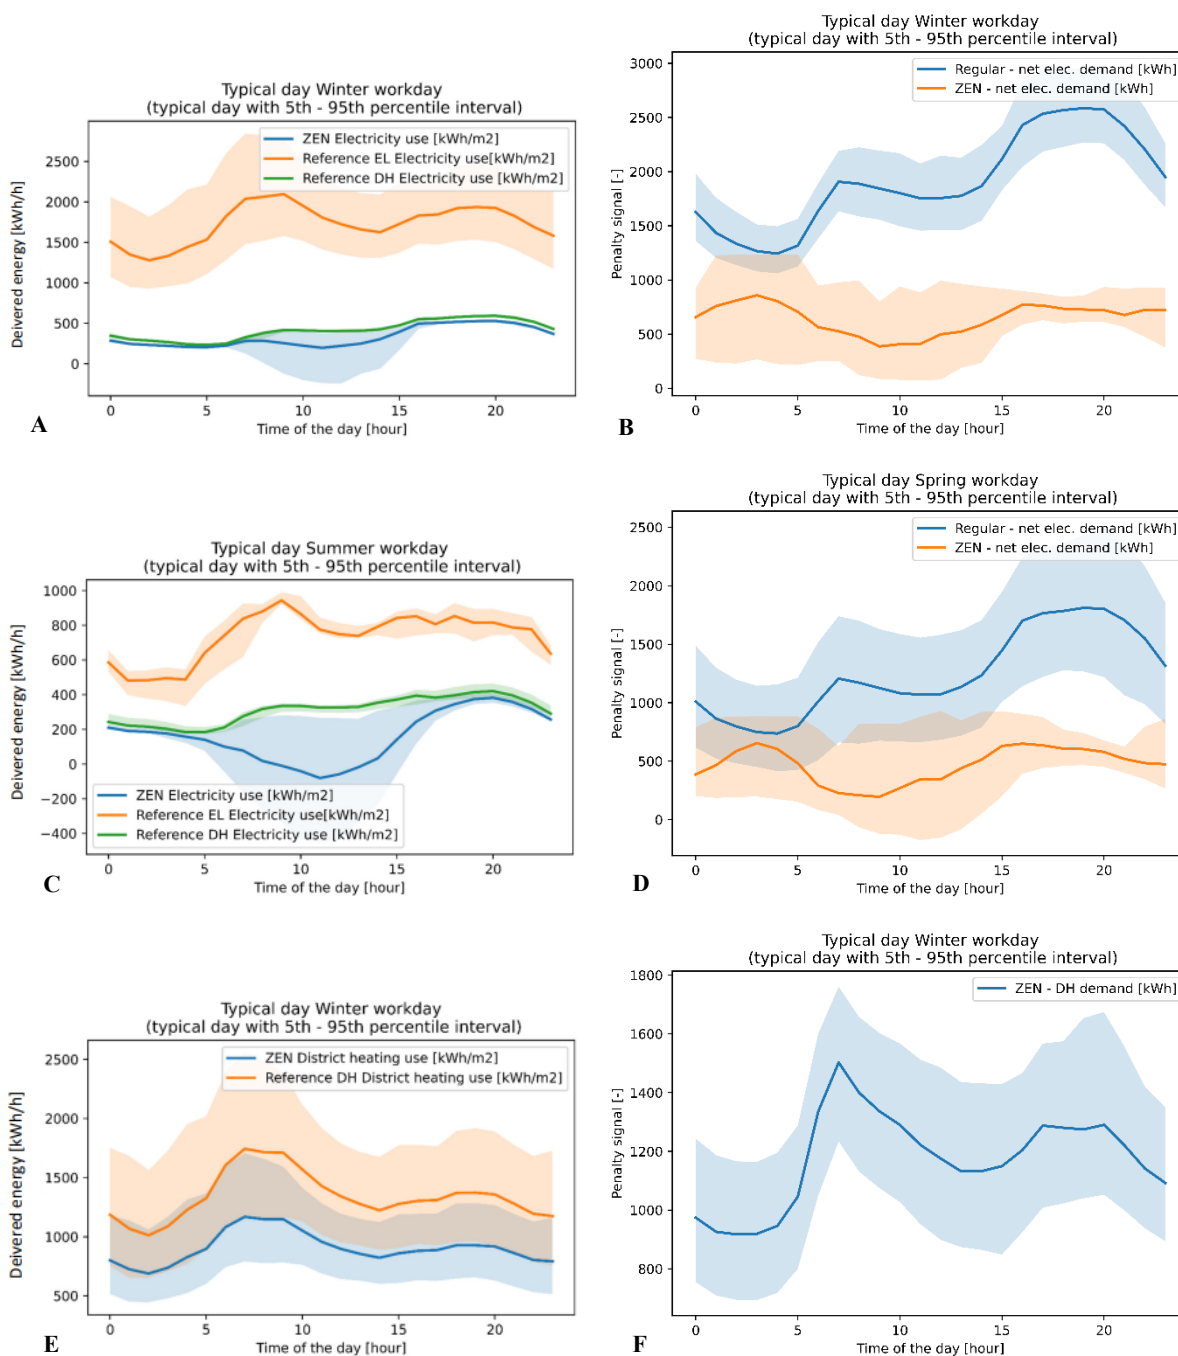 Typical day Winter workday
(typical day with 5th - 95th percentile interval)
ZEN Electricity use [kWh/m2]
Reference EL Electricity use[kWh/m2]
Reference DH Electricity use [kWh/m2]
Deivered energy [kWh/h]
2500
2000
1500
1000
500
0
0 5 10 15 20
Time of the day [hour]
A
Typical day Winter workday
(typical day with 5th - 95th percentile interval)
Regular - net elec. demand [kWh]
ZEN - net elec. demand [kWh]
Penalty signal [-]
3000
2500
2000
1500
1000
500
0
0 5 10 15 20
Time of the day [hour]
B
Typical day Summer workday
(typical day with 5th - 95th percentile interval)
Deivered energy [kWh/h]
1000
800
600
400
200
0
−200
−400
ZEN Electricity use [kWh/m2]
Reference EL Electricity use[kWh/m2]
Reference DH Electricity use [kWh/m2]
0 5 10 15 20
Time of the day [hour]
C
Typical day Spring workday
(typical day with 5th - 95th percentile interval)
Regular - net elec. demand [kWh]
ZEN - net elec. demand [kWh]
Penalty signal [-]
2500
2000
1500
1000
500
0
0 5 10 15 20
Time of the day [hour]
D
Typical day Winter workday
(typical day with 5th - 95th percentile interval)
ZEN District heating use [kWh/m2]
Reference DH District heating use [kWh/m2]
Deivered energy [kWh/h]
2500
2000
1500
1000
500
0 5 10 15 20
Time of the day [hour]
E
Typical day Winter workday
(typical day with 5th - 95th percentile interval)
ZEN - DH demand [kWh]
Penalty signal [-]
1800
1600
1400
1200
1000
800
0 5 10 15 20
Time of the day [hour]
F